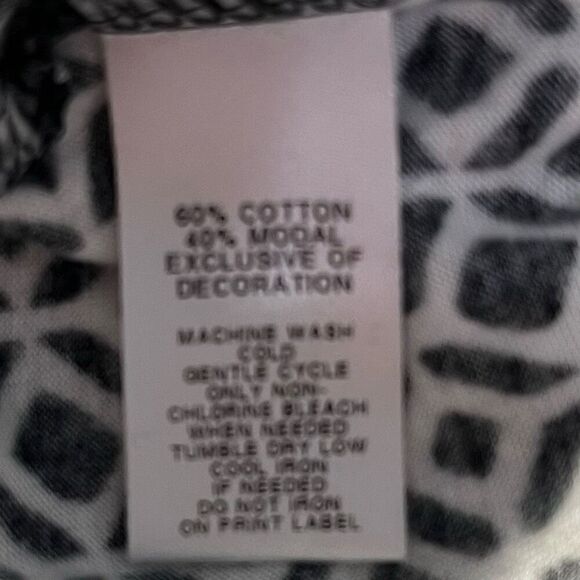 60% COTTON
40% MODAL
EXCLUSIVE OF
DECORATION
MACHINE WASH
COLD
GENTLE CYCLE
ONLY NON-
CHLORINE BLEACH
WHEN NEEDED
TUMBLE DRY LOW
COOL IRON
IF NEEDED
DO NOT IRON
ON PRINT LABEL